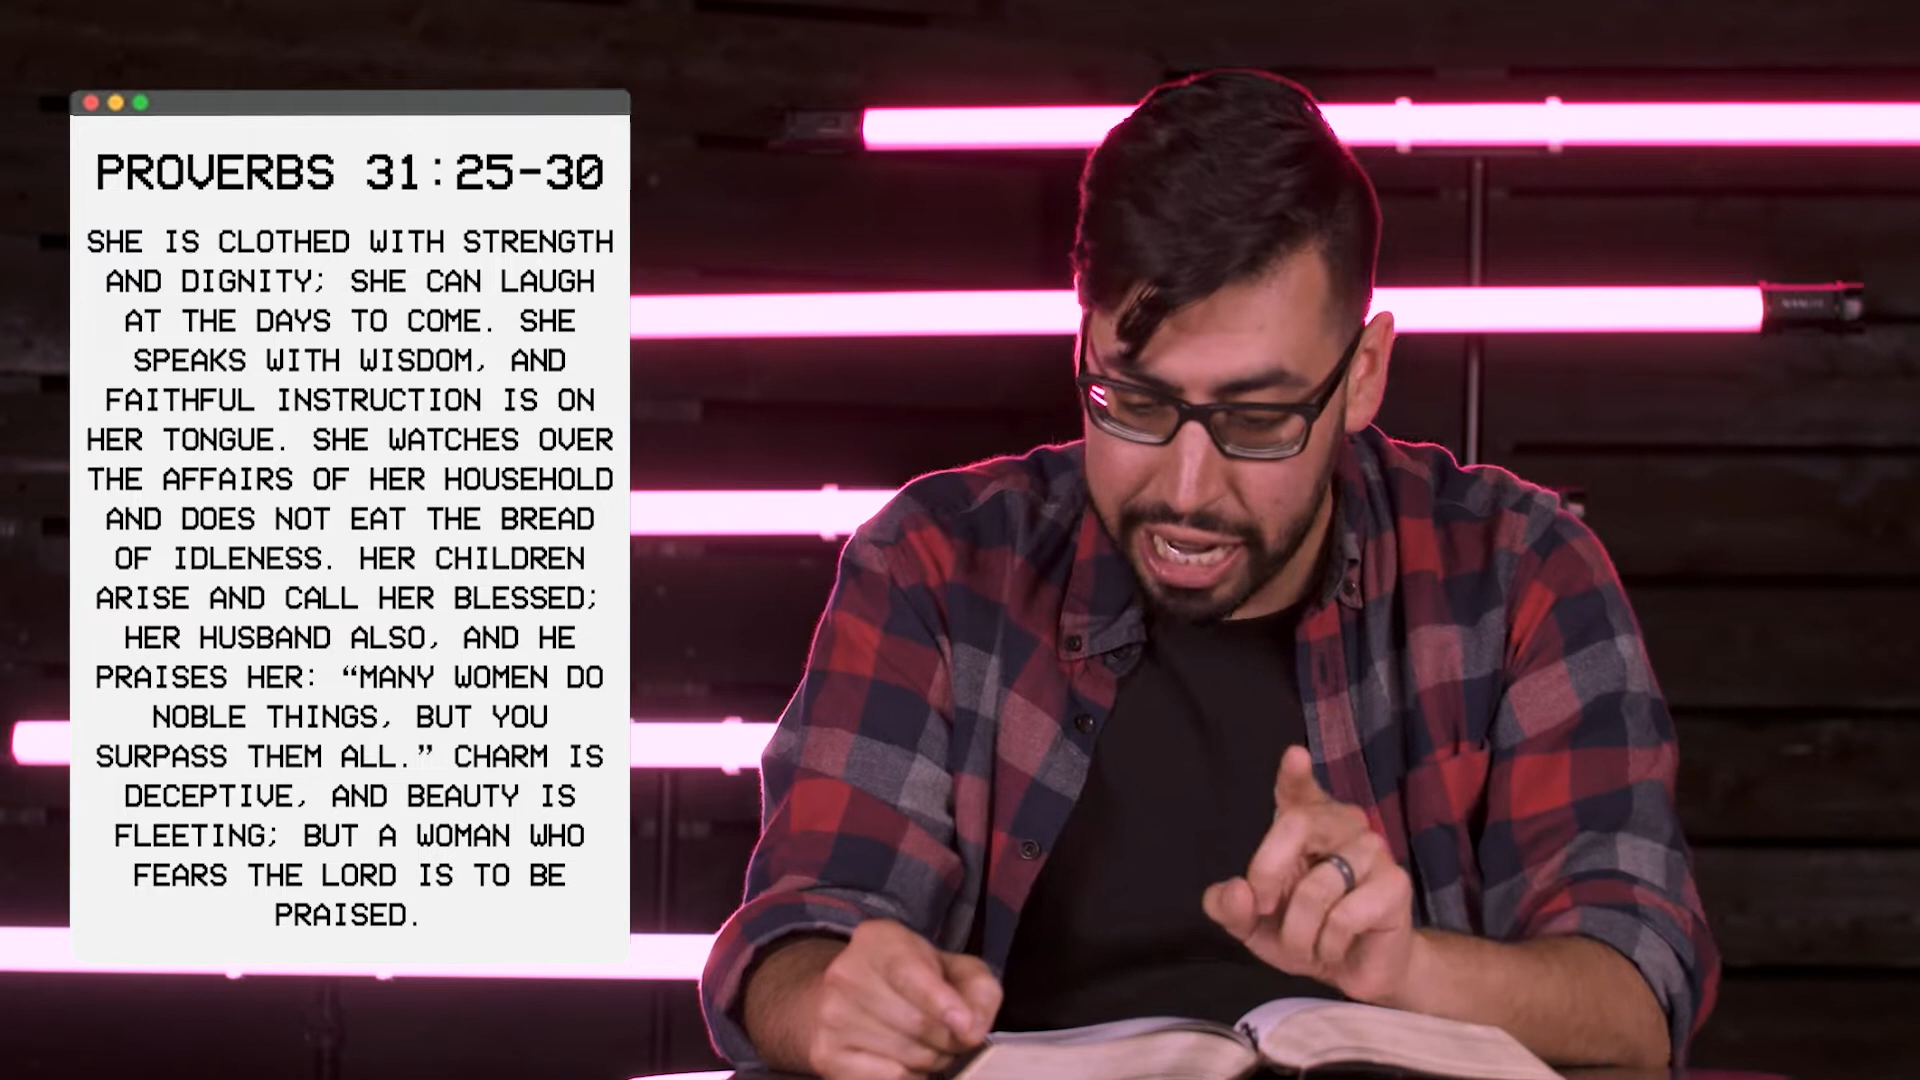 PROVERBS 31:25-30
SHE IS CLOTHED WITH STRENGTH
AND DIGNITY; SHE CAN LAUGH
AT THE DAYS TO COME. SHE
SPEAKS WITH WISDOM, AND
FAITHFUL INSTRUCTION IS ON
HER TONGUE. SHE WATCHES OVER
THE AFFAIRS OF HER HOUSEHOLD
AND DOES NOT EAT THE BREAD
OF IDLENESS. HER CHILDREN
ARISE AND CALL HER BLESSED;
HER HUSBAND ALSO, AND HE
PRAISES HER: “MANY WOMEN DO
NOBLE THINGS, BUT YOU
SURPASS THEM ALL.” CHARM IS
DECEPTIVE, AND BEAUTY IS
FLEETING; BUT A WOMAN WHO
FEARS THE LORD IS TO BE
PRAISED.